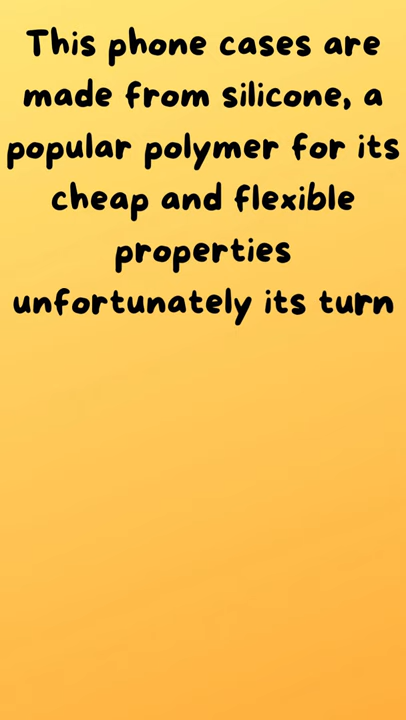 This phone cases are
made from silicone, a
popular polymer for its
cheap and flexible
properties
unfortunately its turn